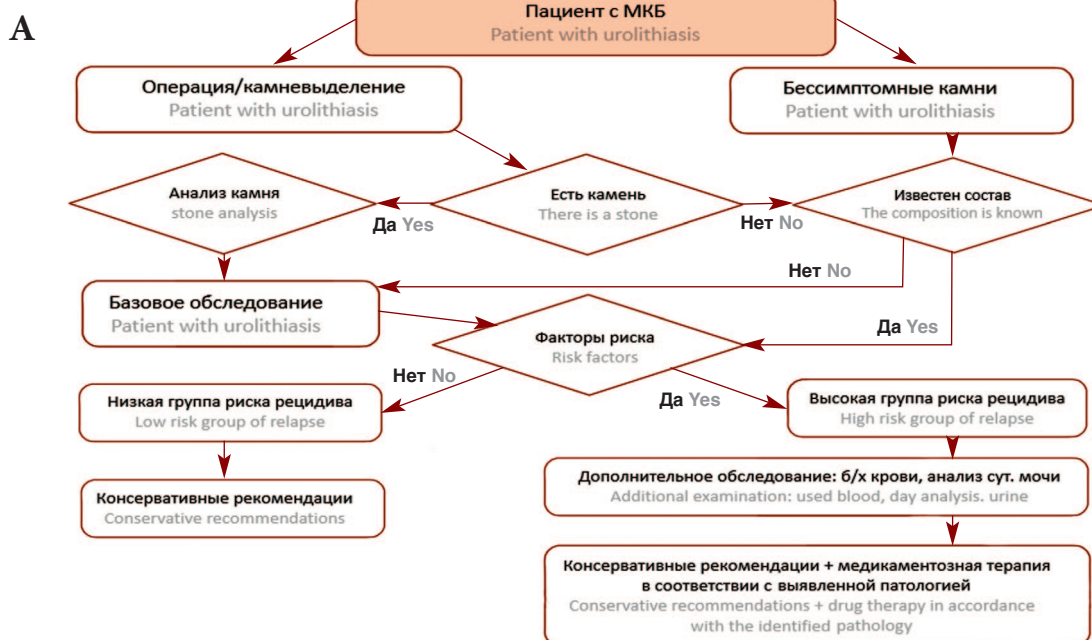 A
Пациент с МКБ
Patient with urolithiasis
Операция/камневыделение
Patient with urolithiasis
Бессимптомные камни
Patient with urolithiasis
Анализ камня
stone analysis
Есть камень
There is a stone
Известен состав
The composition is known
Да Yes
Нет No
Нет No
Базовое обследование
Patient with urolithiasis
Да Yes
Факторы риска
Risk factors
Нет No
Да Yes
Низкая группа риска рецидива
Low risk group of relapse
Высокая группа риска рецидива
High risk group of relapse
Дополнительное обследование: б/х крови, анализ сут. мочи
Additional examination: used blood, day analysis. urine
Консервативные рекомендации
Conservative recommendations
Консервативные рекомендации + медикаментозная терапия
в соответствии с выявленной патологией
Conservative recommendations + drug therapy in accordance
with the identified pathology